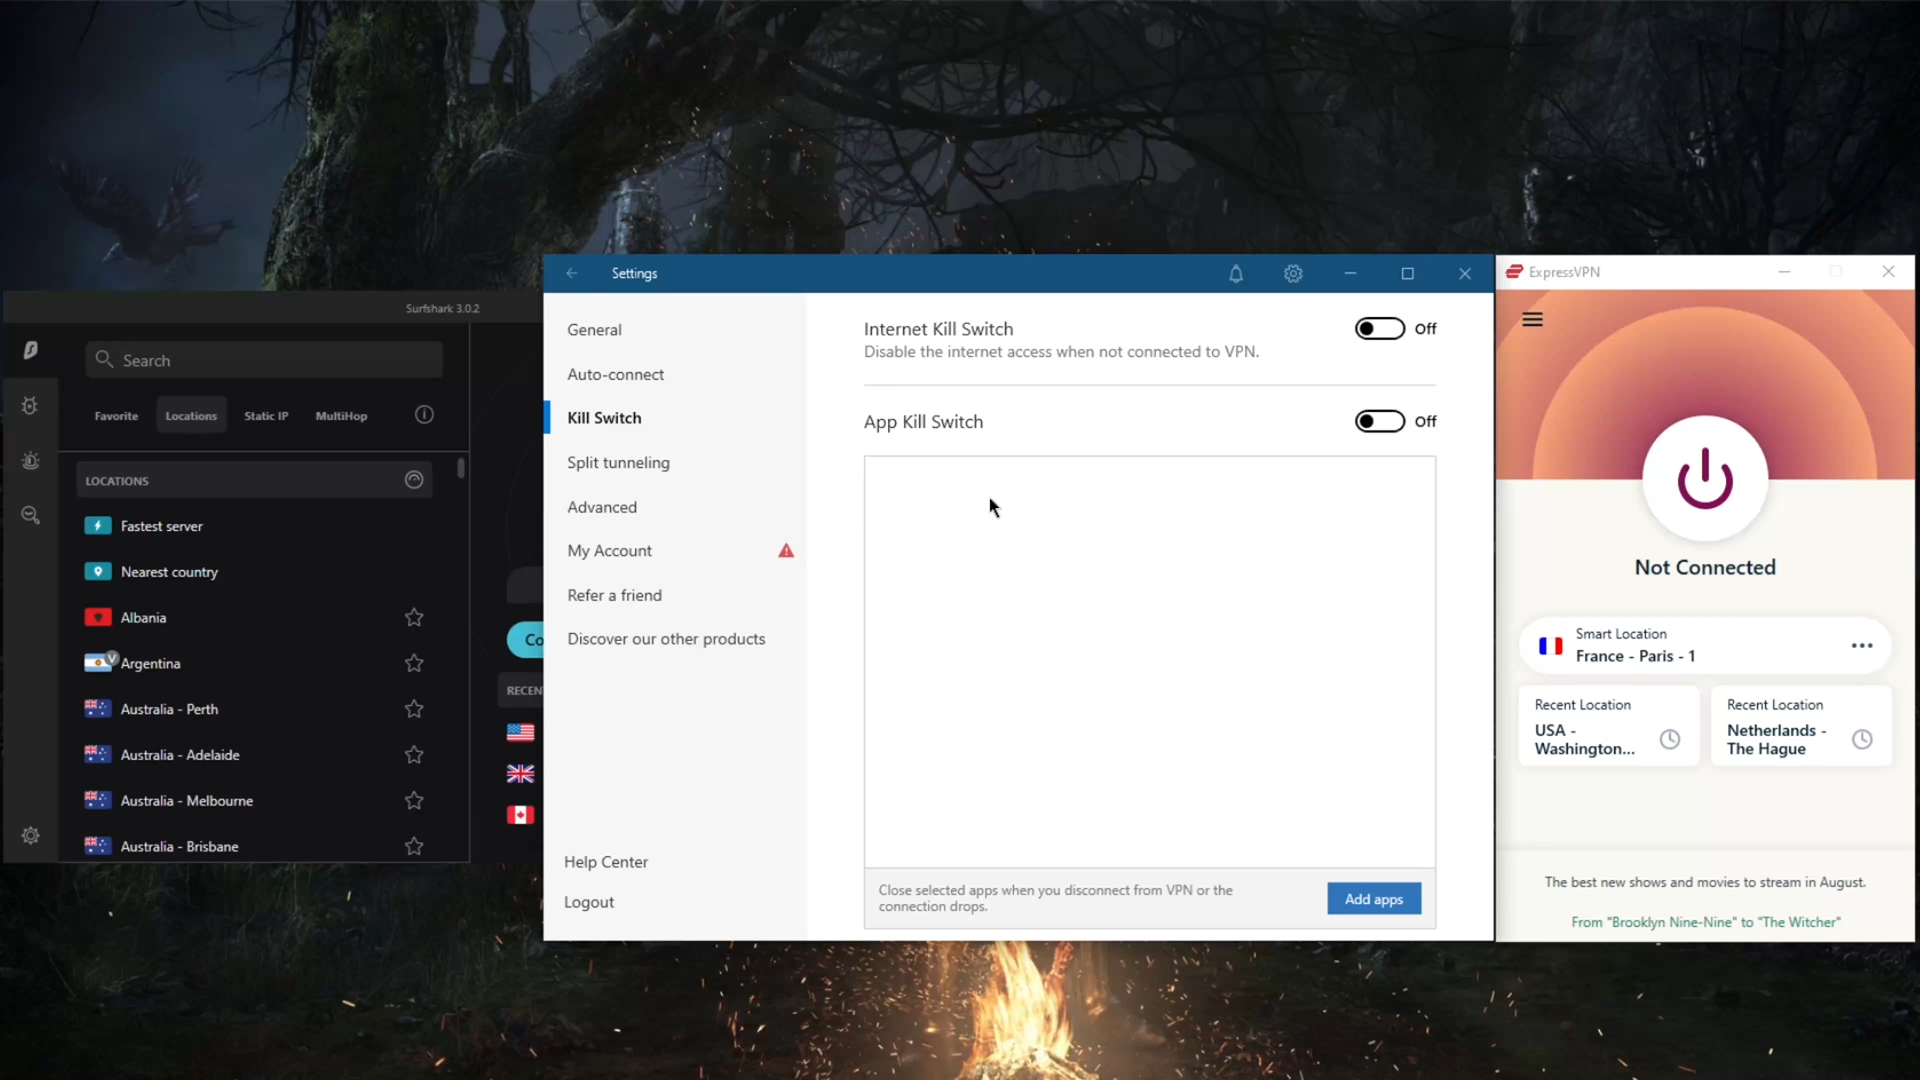 Surfshark 3.0.2
Search
Favorite
Locations
Static IP
MultiHop
LOCATIONS
Fastest server
Nearest country
Albania
V
Argentina
Australia - Perth
Australia - Adelaide
Australia - Melbourne
Australia - Brisbane
Co
RECEN
Settings
General
Auto-connect
Kill Switch
Split tunneling
Advanced
My Account
Refer a friend
Discover our other products
Help Center
Logout
Internet Kill Switch
Off
Disable the internet access when not connected to VPN.
App Kill Switch
Off
Close selected apps when you disconnect from VPN or the
connection drops.
Add apps
ExpressVPN
Not Connected
Smart Location
France - Paris - 1
Recent Location
USA -
Washington...
Recent Location
Netherlands -
The Hague
The best new shows and movies to stream in August.
From "Brooklyn Nine-Nine" to "The Witcher"